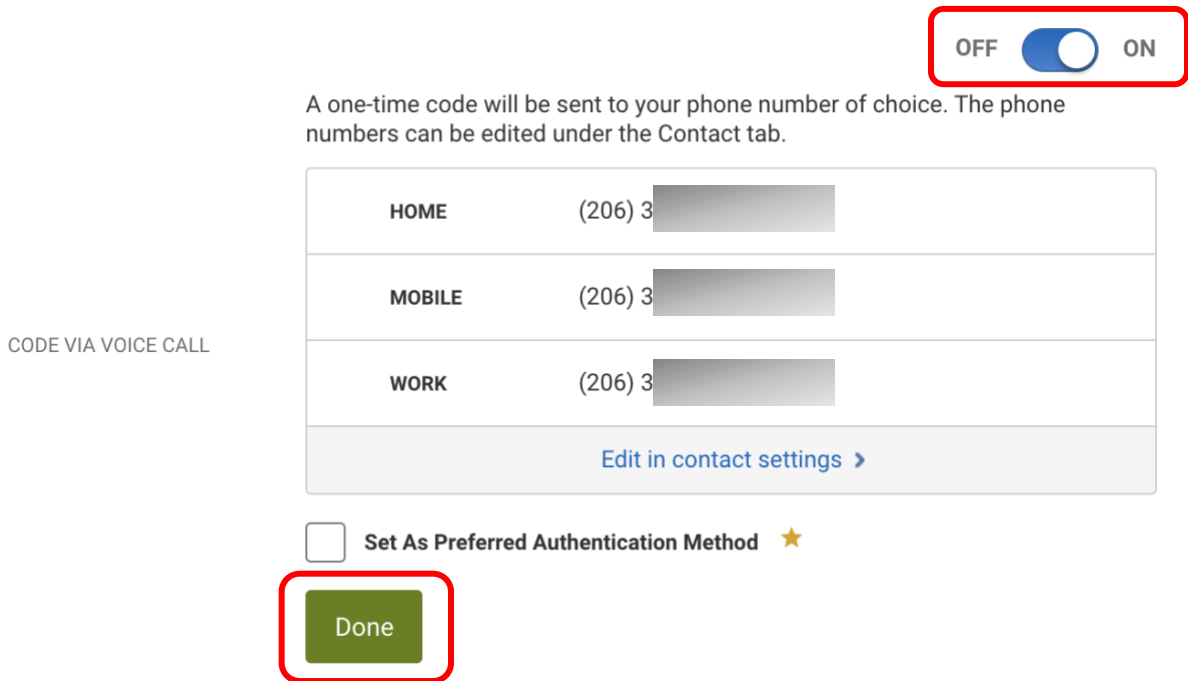 OFF ON
A one-time code will be sent to your phone number of choice. The phone
numbers can be edited under the Contact tab.
HOME (206) 3
MOBILE (206) 3
CODE VIA VOICE CALL
WORK (206) 3
Edit in contact settings
Set As Preferred Authentication Method
Done